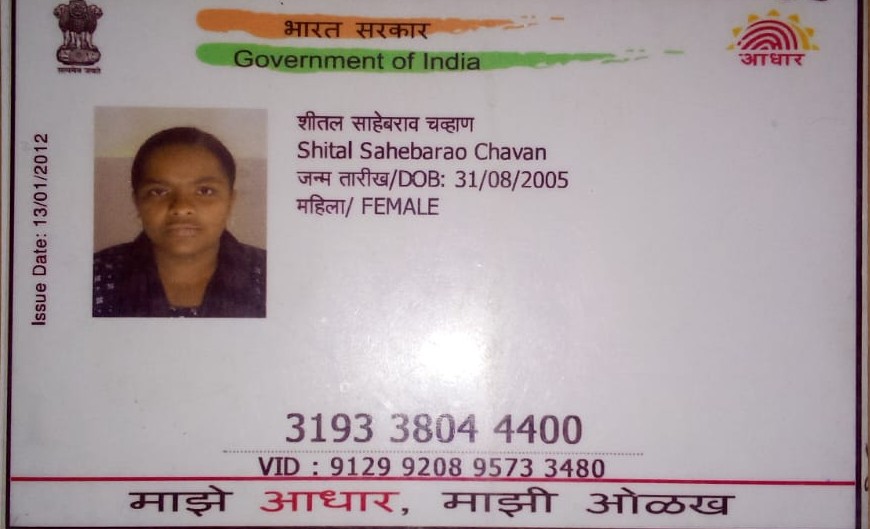 भारत सरकार
Government of India
सत्यमेव जयते
आधार
Issue Date: 13/01/2012
शीतल साहेबराव चव्हाण
Shital Sahebarao Chavan
जन्म तारीख/DOB: 31/08/2005
महिला/ FEMALE
3193 3804 4400
VID : 9129 9208 9573 3480
माझे आधार, माझी ओळख